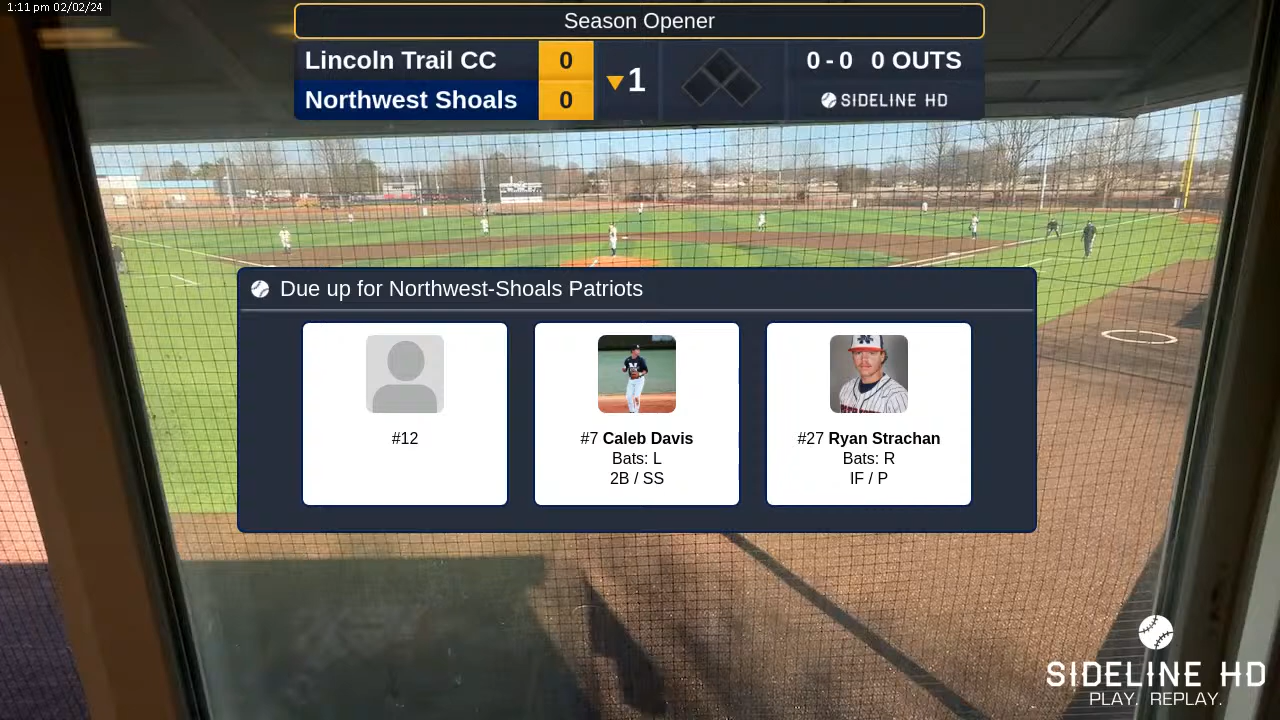 1:11 pm 02/02/24
Season Opener
Lincoln Trail CC 0
Northwest Shoals 0
1
0 - 0 0 OUTS
SIDELINE HD
Due up for Northwest-Shoals Patriots
#12
#7 Caleb Davis
Bats: L
2B / SS
#27 Ryan Strachan
Bats: R
IF / P
SIDELINE HD
PLAY. REPLAY.